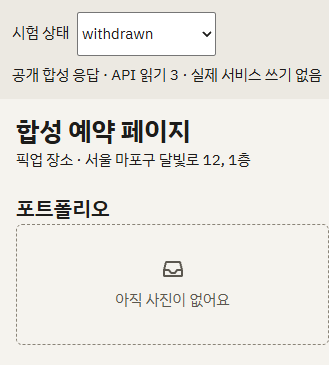 시험 상태 withdrawn
공개 합성 응답 · API 읽기 3 · 실제 서비스 쓰기 없음
합성 예약 페이지
픽업 장소 · 서울 마포구 달빛로 12, 1층
포트폴리오
아직 사진이 없어요